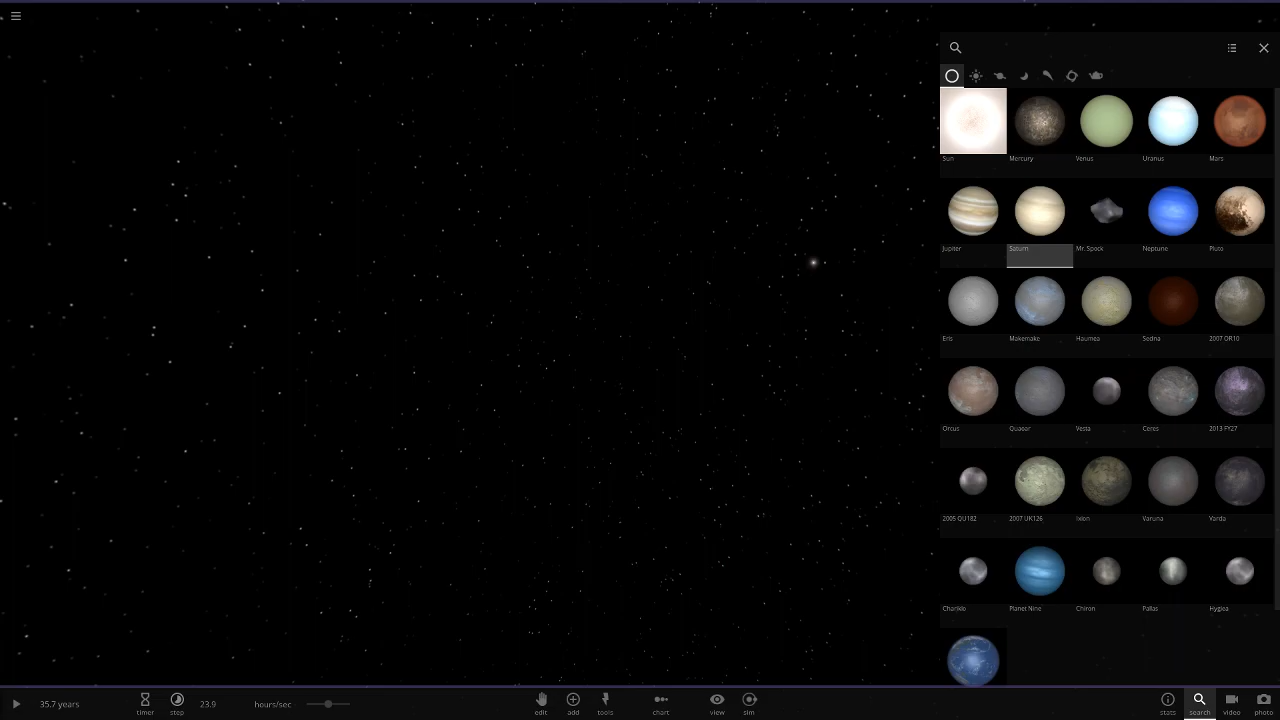 Sun Mercury Venus Uranus Mars
Jupiter Saturn Mr. Spock Neptune Pluto
Eris Makemake Haumea Sedna 2007 OR10
Orcus Quaoar Vesta Ceres 2013 FY27
2005 QU182 2007 UK126 Ixion Varuna Varda
Chariklo Planet Nine Chiron Pallas Hygiea
35.7 years timer step 23.9 hours/sec edit add tools chart view sim stats search video photo